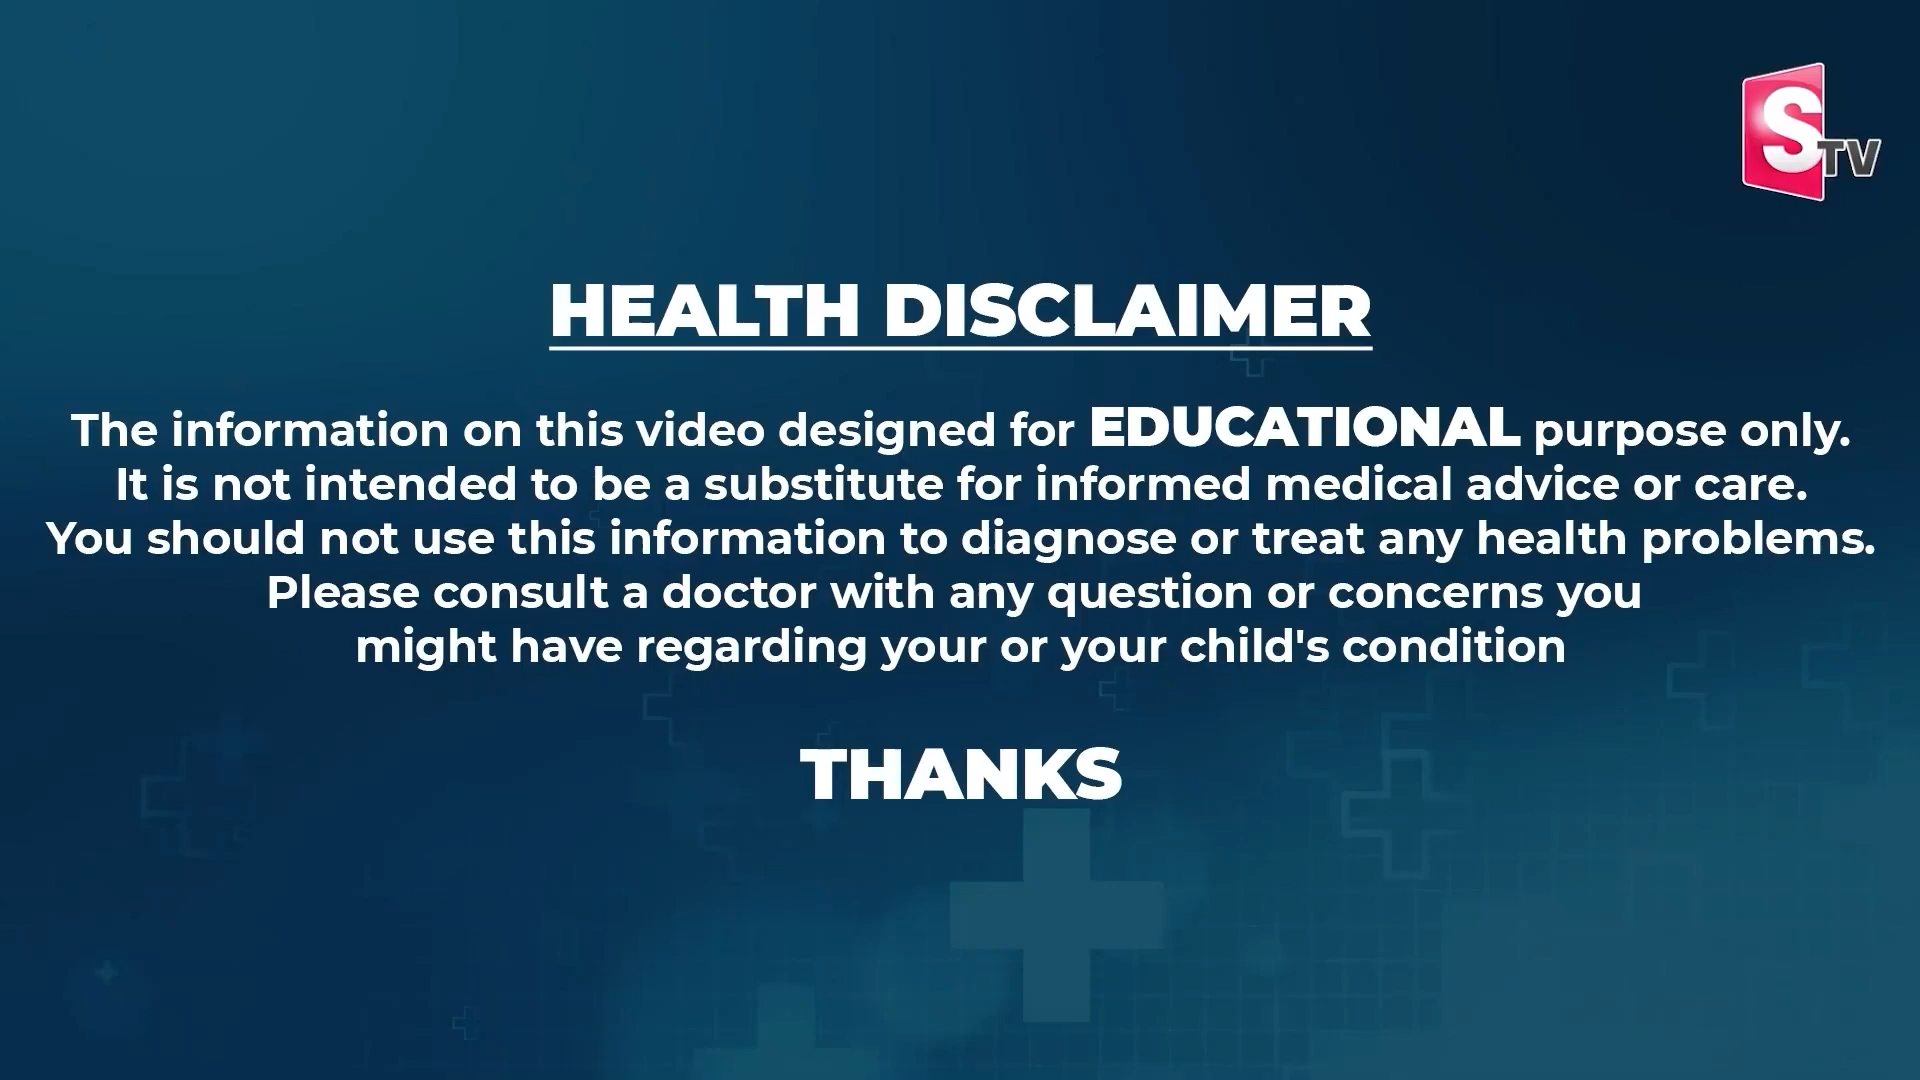 STV
HEALTH DISCLAIMER
The information on this video designed for EDUCATIONAL purpose only.
It is not intended to be a substitute for informed medical advice or care.
You should not use this information to diagnose or treat any health problems.
Please consult a doctor with any question or concerns you
might have regarding your or your child's condition
THANKS